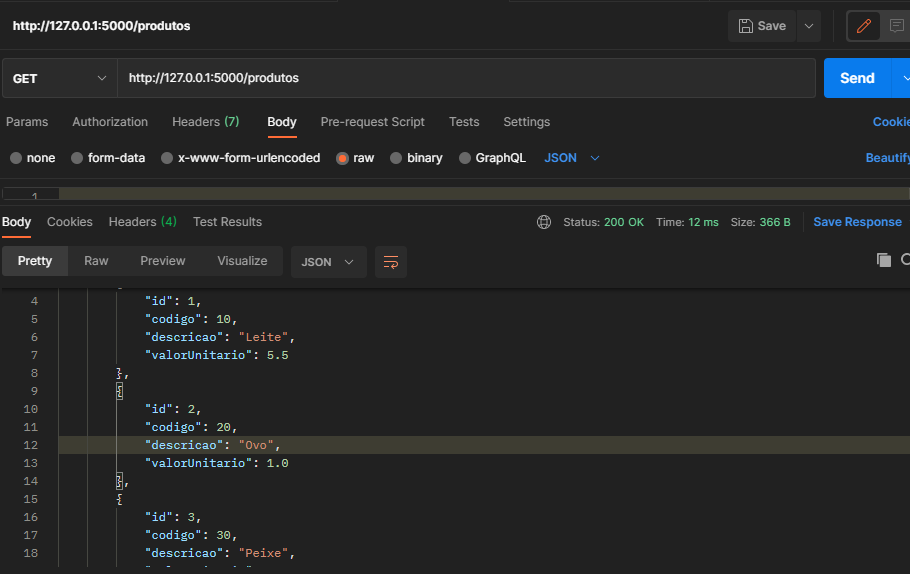 http://127.0.0.1:5000/produtos
Save
GET
http://127.0.0.1:5000/produtos
Send
Params Authorization Headers (7) Body Pre-request Script Tests Settings Cookie
none form-data x-www-form-urlencoded raw binary GraphQL JSON Beautify
1
Body Cookies Headers (4) Test Results Status: 200 OK Time: 12 ms Size: 366 B Save Response
Pretty Raw Preview Visualize JSON
4 "id": 1,
5 "codigo": 10,
6 "descricao": "Leite",
7 "valorUnitario": 5.5
8 },
9 {
10 "id": 2,
11 "codigo": 20,
12 "descricao": "Ovo",
13 "valorUnitario": 1.0
14 },
15 {
16 "id": 3,
17 "codigo": 30,
18 "descricao": "Peixe",